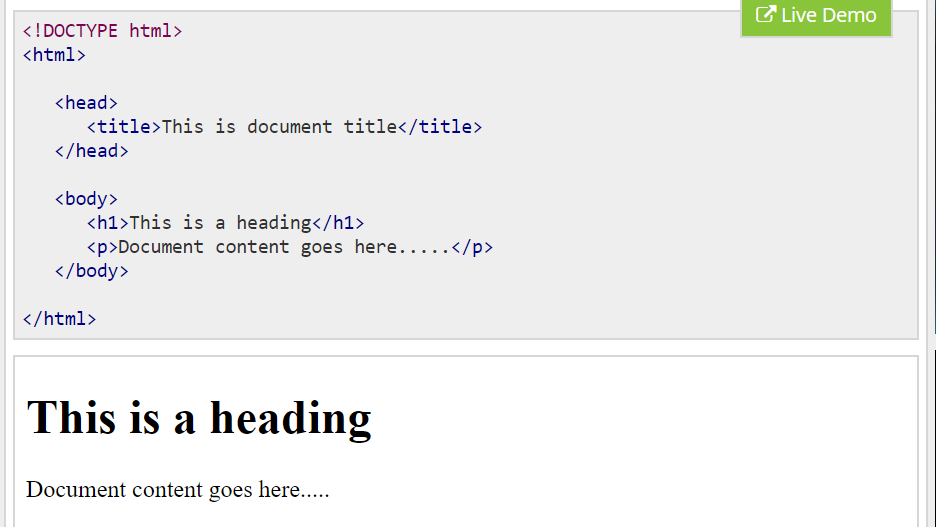 Live Demo
<!DOCTYPE html>
<html>
<head>
<title>This is document title</title>
</head>
<body>
<h1>This is a heading</h1>
<p>Document content goes here.....</p>
</body>
</html>
This is a heading
Document content goes here.....